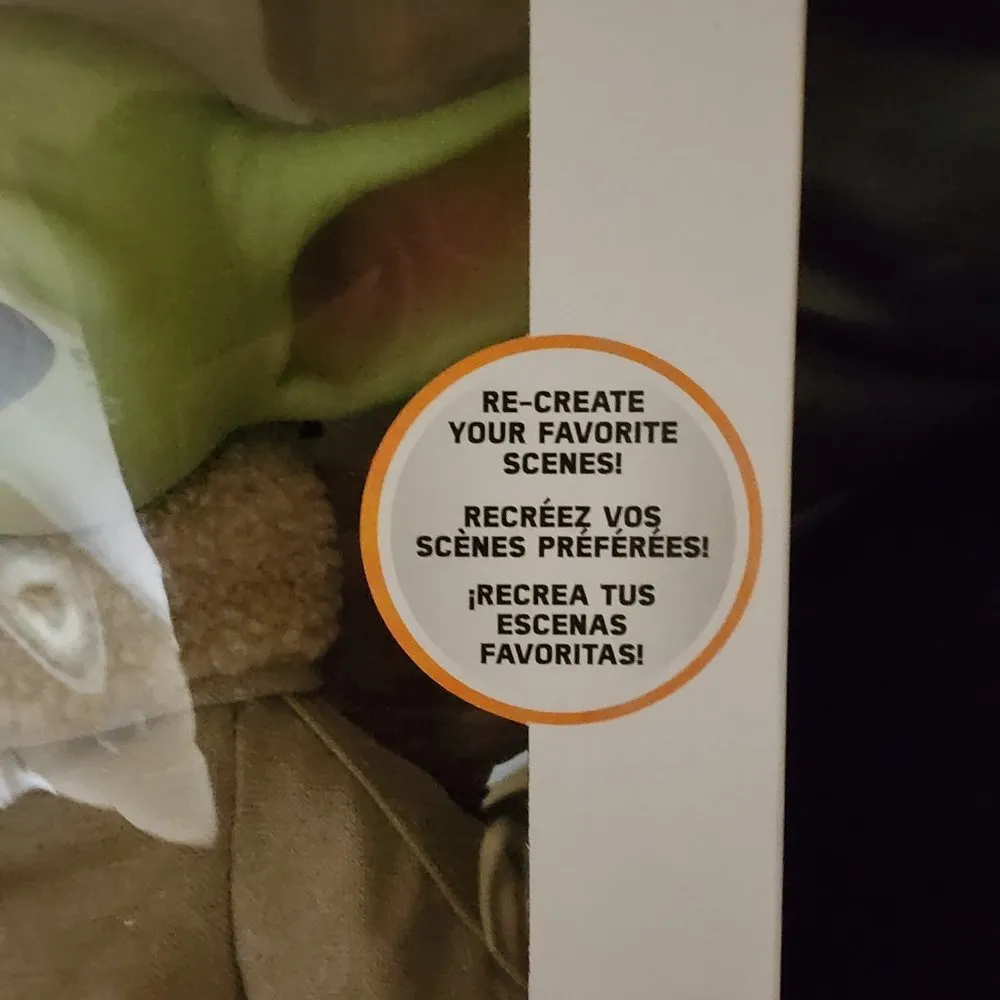 RE-CREATE
YOUR FAVORITE
SCENES!
RECRÉEZ VOS
SCÈNES PRÉFÉRÉES!
¡RECREA TUS
ESCENAS
FAVORITAS!